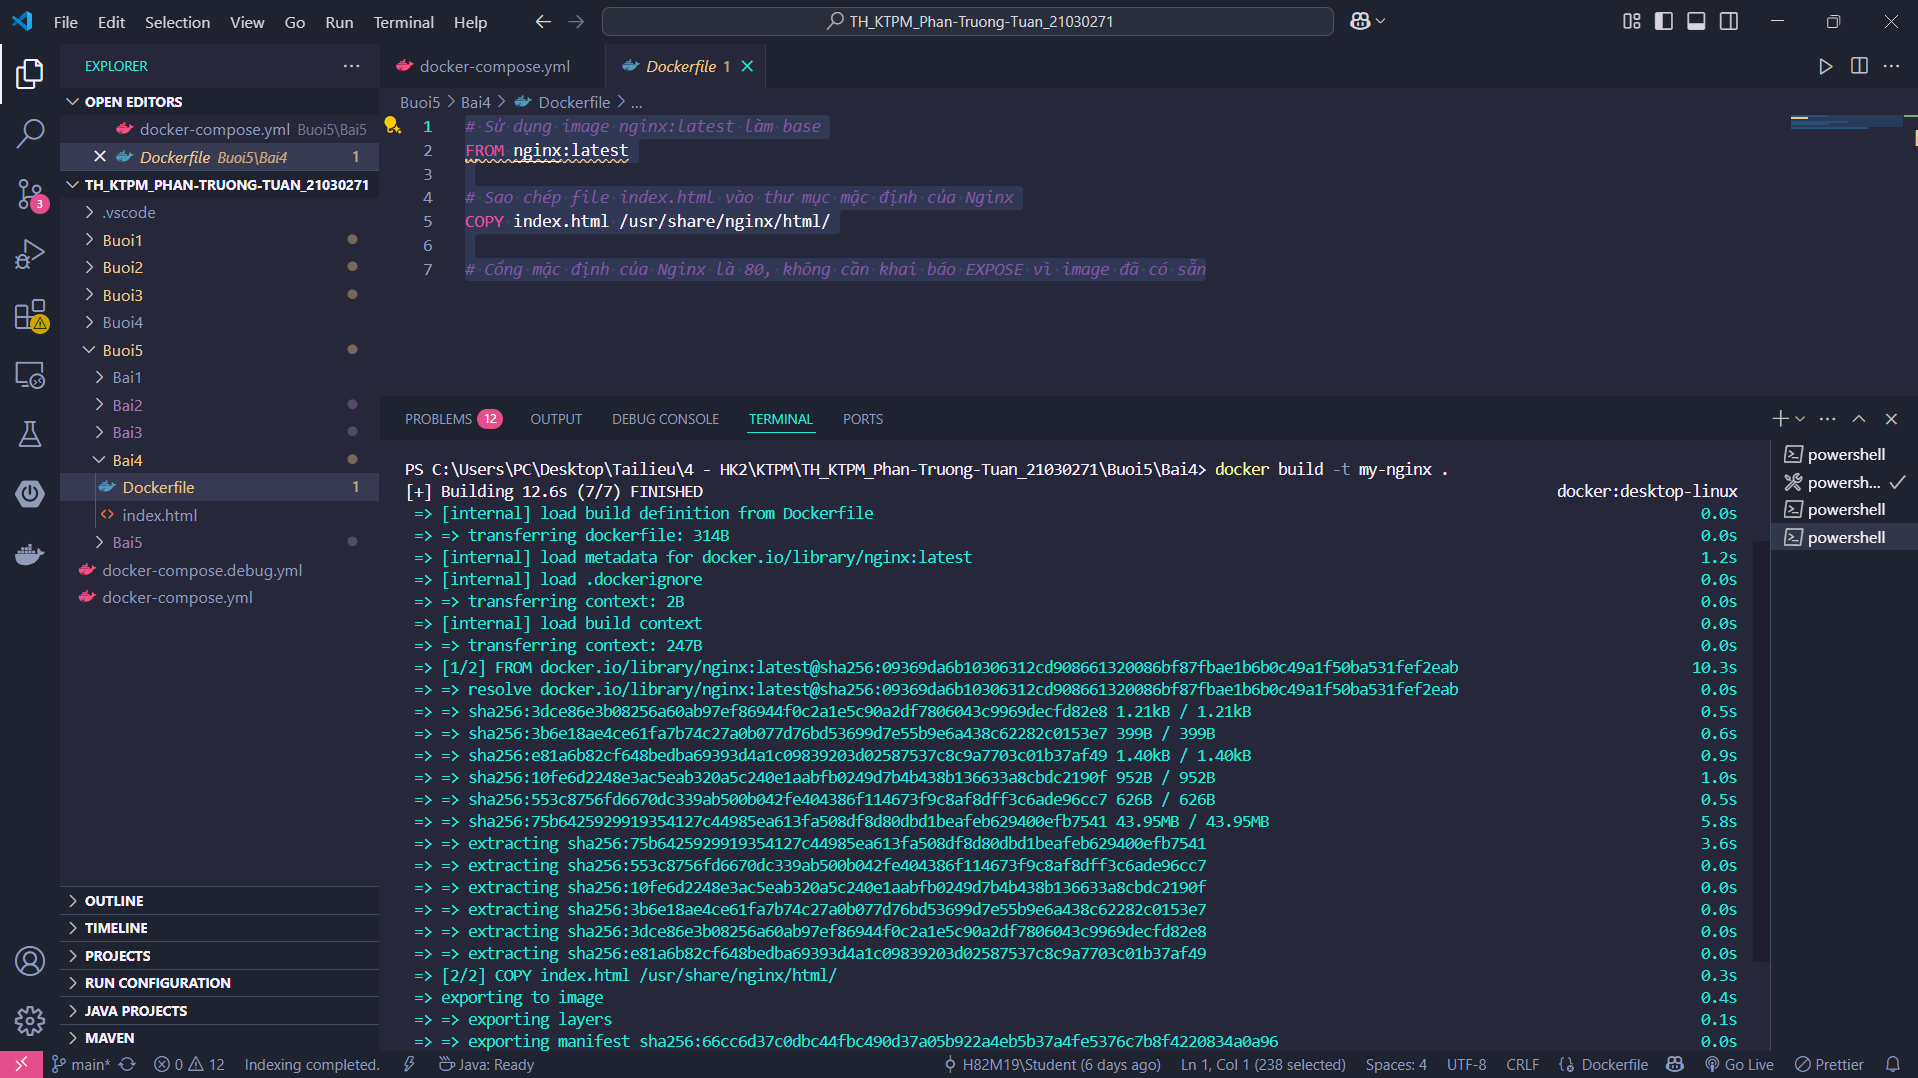 File Edit Selection View Go Run Terminal Help
TH_KTPM_Phan-Truong-Tuan_21030271
EXPLORER
OPEN EDITORS
docker-compose.yml Buoi5\Bai5
Dockerfile Buoi5\Bai4 1
TH_KTPM_PHAN-TRUONG-TUAN_21030271
.vscode
Buoi1
Buoi2
3
Buoi3
Buoi4
Buoi5
Bai1
Bai2
Bai3
Bai4
Dockerfile 1
index.html
Bai5
docker-compose.debug.yml
docker-compose.yml
OUTLINE
TIMELINE
PROJECTS
RUN CONFIGURATION
JAVA PROJECTS
MAVEN
docker-compose.yml
Dockerfile 1
Buoi5 > Bai4 > Dockerfile > ...
1 # Sử dụng image nginx:latest làm base
2 FROM nginx:latest
3
4 # Sao chép file index.html vào thư mục mặc định của Nginx
5 COPY index.html /usr/share/nginx/html/
6
7 # Cổng mặc định của Nginx là 80, không cần khai báo EXPOSE vì image đã có sẵn
PROBLEMS 12 OUTPUT DEBUG CONSOLE TERMINAL PORTS
powershell
powersh...
powershell
powershell
PS C:\Users\PC\Desktop\Tailieu\4 - HK2\KTPM\TH_KTPM_Phan-Truong-Tuan_21030271\Buoi5\Bai4> docker build -t my-nginx .
[+] Building 12.6s (7/7) FINISHED docker:desktop-linux
=> [internal] load build definition from Dockerfile 0.0s
=> => transferring dockerfile: 314B 0.0s
=> [internal] load metadata for docker.io/library/nginx:latest 1.2s
=> [internal] load .dockerignore 0.0s
=> => transferring context: 2B 0.0s
=> [internal] load build context 0.0s
=> => transferring context: 247B 0.0s
=> [1/2] FROM docker.io/library/nginx:latest@sha256:09369da6b10306312cd908661320086bf87fbae1b6b0c49a1f50ba531fef2eab 10.3s
=> => resolve docker.io/library/nginx:latest@sha256:09369da6b10306312cd908661320086bf87fbae1b6b0c49a1f50ba531fef2eab 0.0s
=> => sha256:3dce86e3b08256a60ab97ef86944f0c2a1e5c90a2df7806043c9969decfd82e8 1.21kB / 1.21kB 0.5s
=> => sha256:3b6e18ae4ce61fa7b74c27a0b077d76bd53699d7e55b9e6a438c62282c0153e7 399B / 399B 0.6s
=> => sha256:e81a6b82cf648bedba69393d4a1c09839203d02587537c8c9a7703c01b37af49 1.40kB / 1.40kB 0.9s
=> => sha256:10fe6d2248e3ac5eab320a5c240e1aabfb0249d7b4b438b136633a8cbdc2190f 952B / 952B 1.0s
=> => sha256:553c8756fd6670dc339ab500b042fe404386f114673f9c8af8dff3c6ade96cc7 626B / 626B 0.5s
=> => sha256:75b6425929919354127c44985ea613fa508df8d80dbd1beafeb629400efb7541 43.95MB / 43.95MB 5.8s
=> => extracting sha256:75b6425929919354127c44985ea613fa508df8d80dbd1beafeb629400efb7541 3.6s
=> => extracting sha256:553c8756fd6670dc339ab500b042fe404386f114673f9c8af8dff3c6ade96cc7 0.0s
=> => extracting sha256:10fe6d2248e3ac5eab320a5c240e1aabfb0249d7b4b438b136633a8cbdc2190f 0.0s
=> => extracting sha256:3b6e18ae4ce61fa7b74c27a0b077d76bd53699d7e55b9e6a438c62282c0153e7 0.0s
=> => extracting sha256:3dce86e3b08256a60ab97ef86944f0c2a1e5c90a2df7806043c9969decfd82e8 0.0s
=> => extracting sha256:e81a6b82cf648bedba69393d4a1c09839203d02587537c8c9a7703c01b37af49 0.0s
=> [2/2] COPY index.html /usr/share/nginx/html/ 0.3s
=> exporting to image 0.4s
=> => exporting layers 0.1s
=> => exporting manifest sha256:66cc6d37c0dbc44fbc490d37a05b922a4eb5b37a4fe5376c7b8f4220834a0a96 0.0s
main* 0 12 Indexing completed. Java: Ready H82M19\Student (6 days ago) Ln 1, Col 1 (238 selected) Spaces: 4 UTF-8 CRLF {} Dockerfile Go Live Prettier